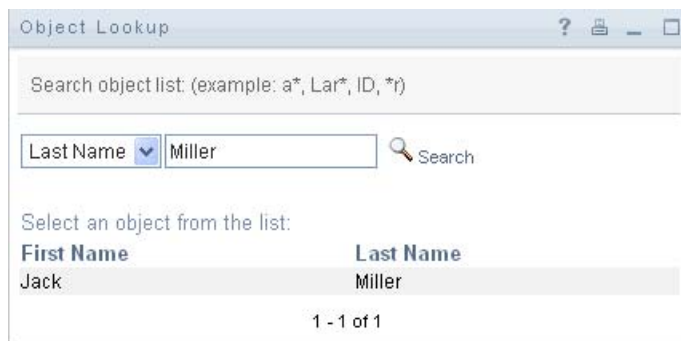 Object Lookup ?
Search object list: (example: a*, Lar*, ID, *r)
Last Name Miller Search
Select an object from the list:
First Name Last Name
Jack Miller
1 - 1 of 1